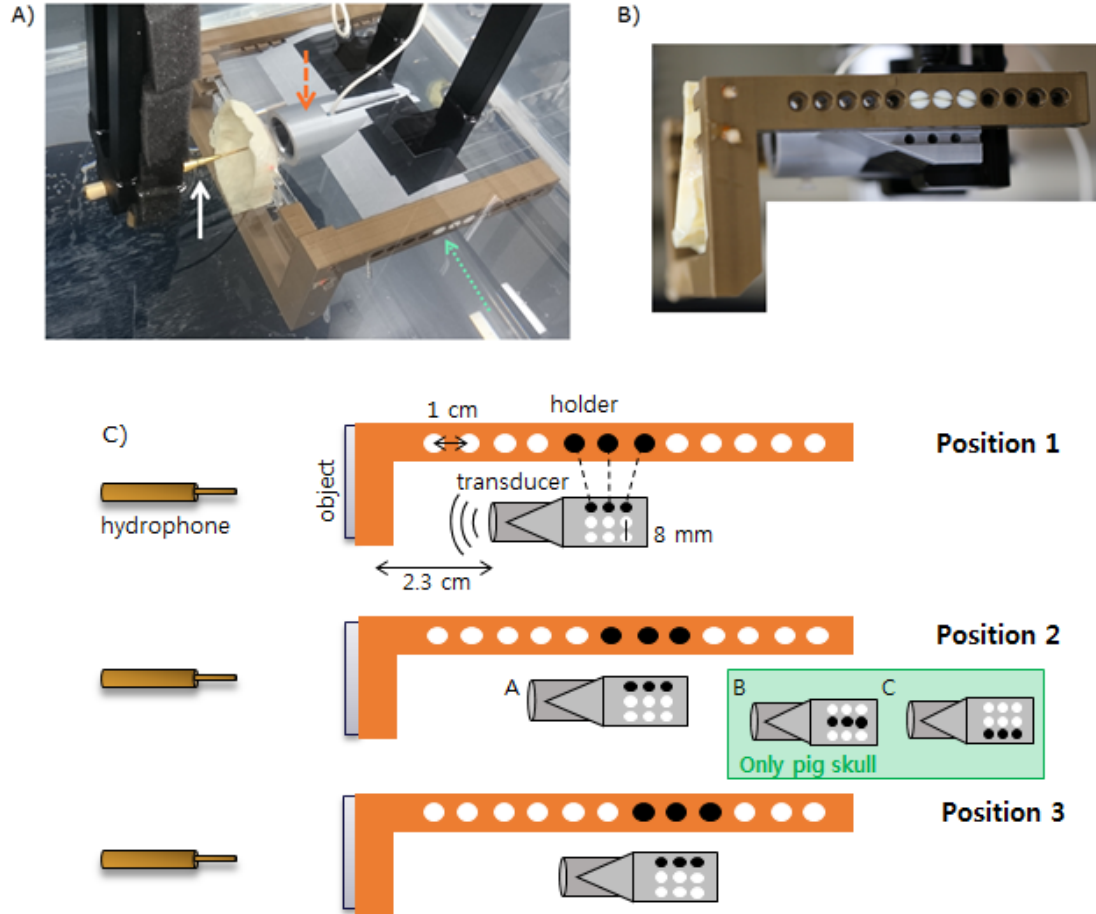 A)
B)
C)
1 cm
holder
Position 1
object
transducer
hydrophone
8 mm
2.3 cm
Position 2
A
B
C
Only pig skull
Position 3